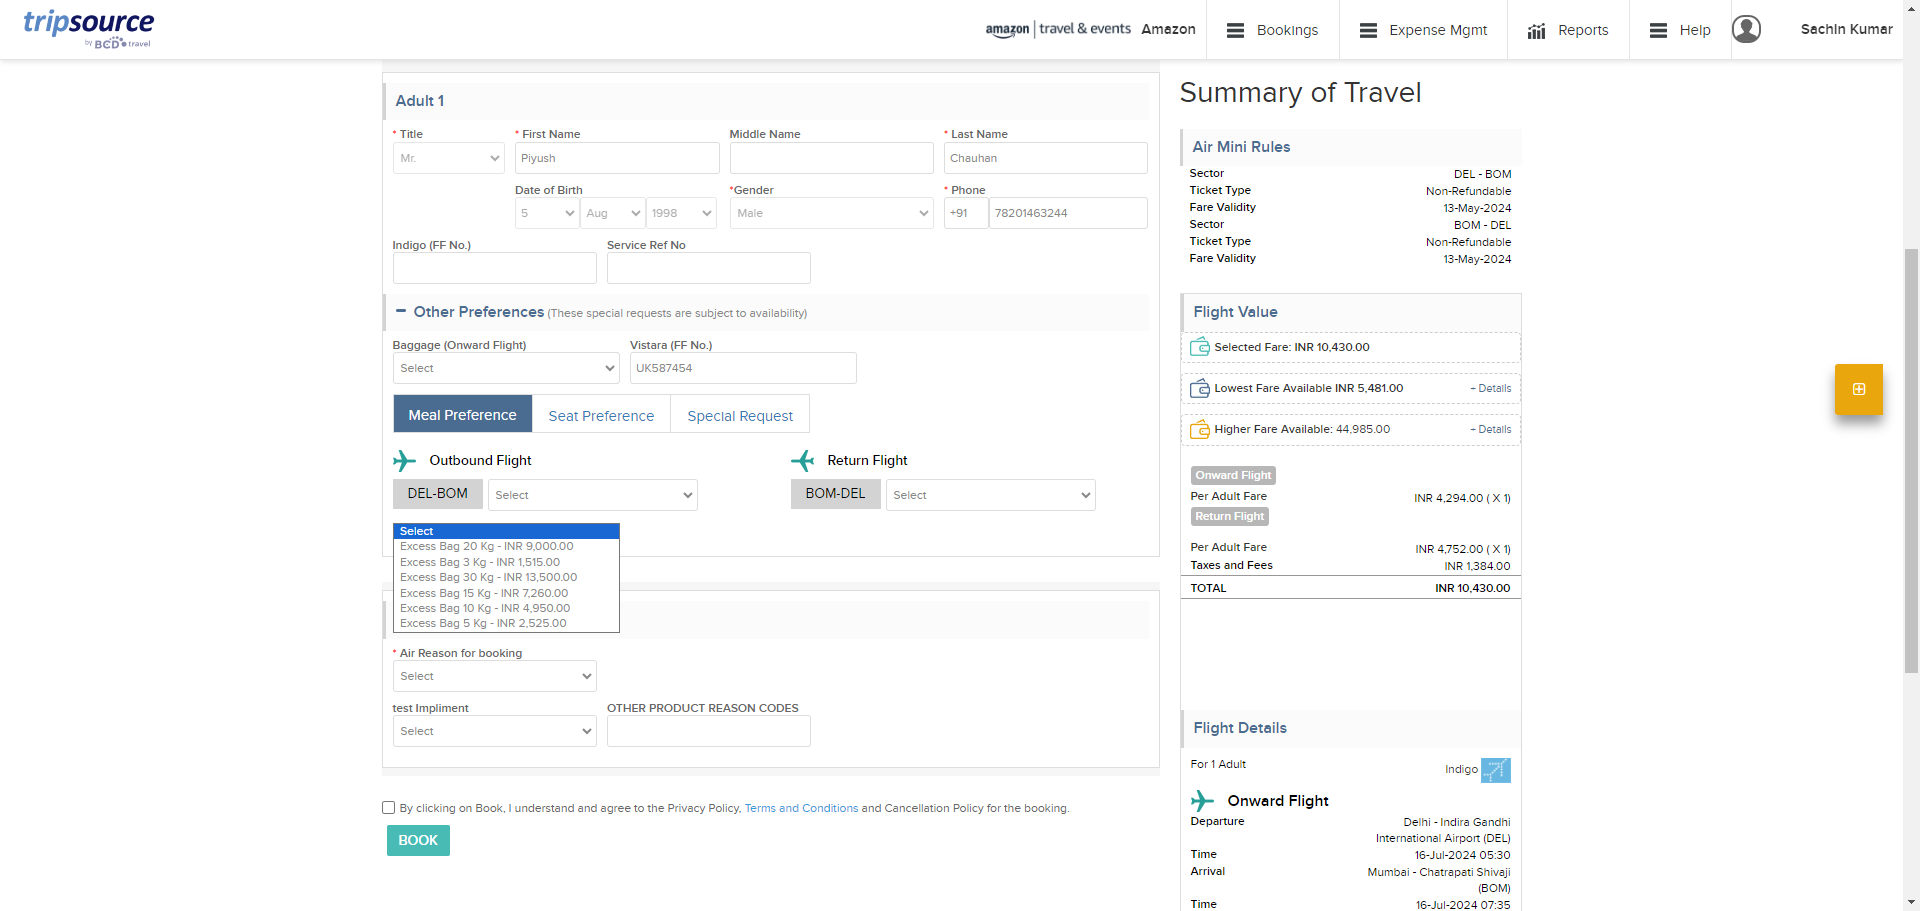 tripsource
by BCD travel
amazon | travel & events Amazon
Bookings
Expense Mgmt
Reports
Help
Sachin Kumar
Adult 1
* Title
* First Name
Middle Name
* Last Name
Mr.
Piyush
Chauhan
Date of Birth
*Gender
* Phone
5
Aug
1998
Male
+91
78201463244
Indigo (FF No.)
Service Ref No
Other Preferences (These special requests are subject to availability)
Baggage (Onward Flight)
Vistara (FF No.)
Select
UK587454
Meal Preference
Seat Preference
Special Request
Outbound Flight
Return Flight
DEL-BOM
Select
BOM-DEL
Select
Select
Excess Bag 20 Kg - INR 9,000.00
Excess Bag 3 Kg - INR 1,515.00
Excess Bag 30 Kg - INR 13,500.00
Excess Bag 15 Kg - INR 7,260.00
Excess Bag 10 Kg - INR 4,950.00
Excess Bag 5 Kg - INR 2,525.00
* Air Reason for booking
Select
test Impliment
OTHER PRODUCT REASON CODES
Select
By clicking on Book, I understand and agree to the Privacy Policy, Terms and Conditions and Cancellation Policy for the booking.
BOOK
Summary of Travel
Air Mini Rules
Sector DEL - BOM
Ticket Type Non-Refundable
Fare Validity 13-May-2024
Sector BOM - DEL
Ticket Type Non-Refundable
Fare Validity 13-May-2024
Flight Value
Selected Fare: INR 10,430.00
Lowest Fare Available INR 5,481.00 + Details
Higher Fare Available: 44,985.00 + Details
Onward Flight
Per Adult Fare INR 4,294.00 ( X 1)
Return Flight
Per Adult Fare INR 4,752.00 ( X 1)
Taxes and Fees INR 1,384.00
TOTAL INR 10,430.00
Flight Details
For 1 Adult Indigo
Onward Flight
Departure Delhi - Indira Gandhi
International Airport (DEL)
Time 16-Jul-2024 05:30
Arrival Mumbai - Chatrapati Shivaji
(BOM)
Time 16-Jul-2024 07:35